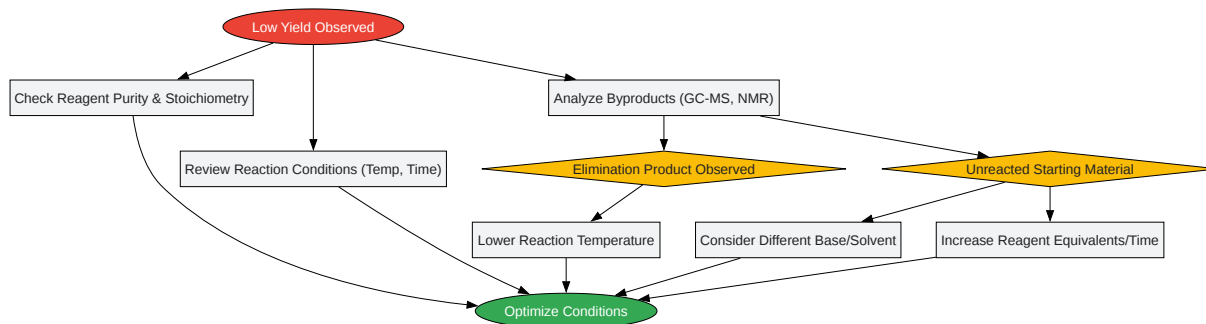 Low Yield Observed
Check Reagent Purity & Stoichiometry
Analyze Byproducts (GC-MS, NMR)
Review Reaction Conditions (Temp, Time)
Elimination Product Observed
Unreacted Starting Material
Lower Reaction Temperature
Consider Different Base/Solvent
Increase Reagent Equivalents/Time
Optimize Conditions